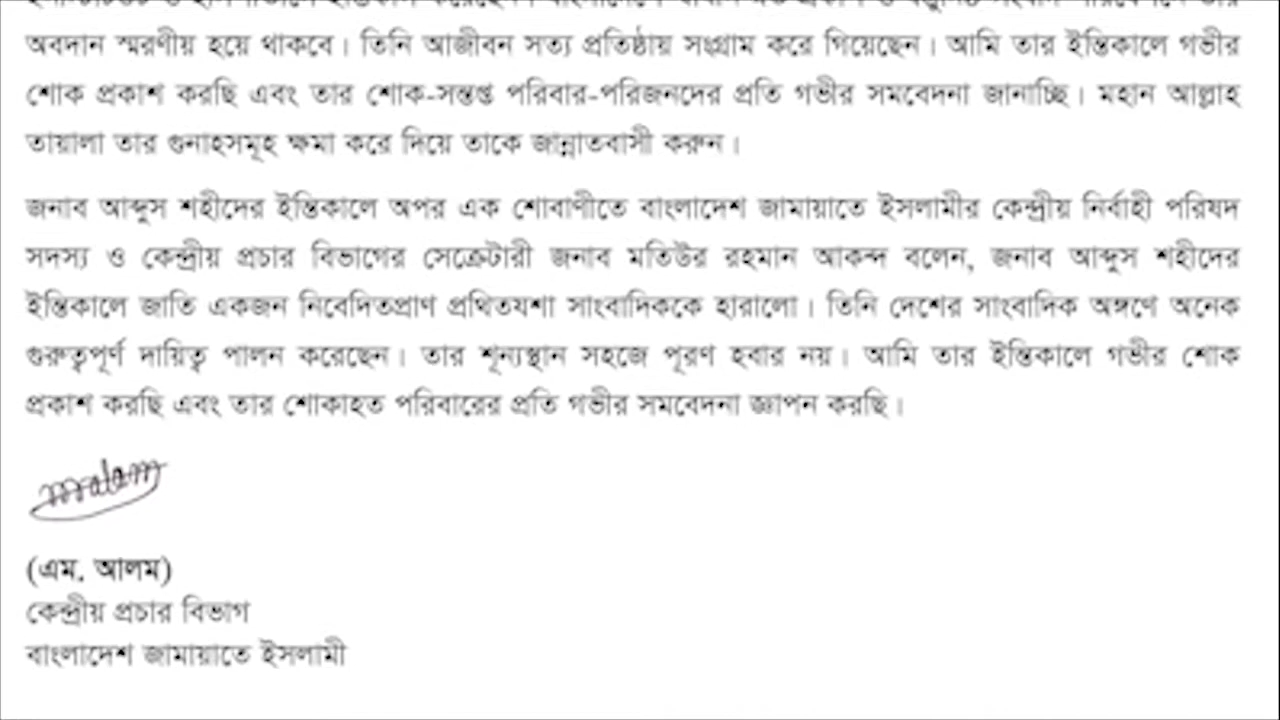 অবদান স্মরণীয় হয়ে থাকবে। তিনি আজীবন সত্য প্রতিষ্ঠায় সংগ্রাম করে গিয়েছেন। আমি তার ইন্তিকালে গভীর
শোক প্রকাশ করছি এবং তার শোক-সন্তপ্ত পরিবার-পরিজনদের প্রতি গভীর সমবেদনা জানাচ্ছি। মহান আল্লাহ
তায়ালা তার গুনাহসমূহ ক্ষমা করে দিয়ে তাকে জান্নাতবাসী করুন।
জনাব আব্দুস শহীদের ইন্তিকালে অপর এক শোবাণীতে বাংলাদেশ জামায়াতে ইসলামীর কেন্দ্রীয় নির্বাহী পরিষদ
সদস্য ও কেন্দ্রীয় প্রচার বিভাগের সেক্রেটারী জনাব মতিউর রহমান আকন্দ বলেন, জনাব আব্দুস শহীদের
ইন্তিকালে জাতি একজন নিবেদিতপ্রাণ প্রথিতযশা সাংবাদিককে হারালো। তিনি দেশের সাংবাদিক অঙ্গণে অনেক
গুরুত্বপূর্ণ দায়িত্ব পালন করেছেন। তার শূন্যস্থান সহজে পূরণ হবার নয়। আমি তার ইন্তিকালে গভীর শোক
প্রকাশ করছি এবং তার শোকাহত পরিবারের প্রতি গভীর সমবেদনা জ্ঞাপন করছি।
malam
(এম. আলম)
কেন্দ্রীয় প্রচার বিভাগ
বাংলাদেশ জামায়াতে ইসলামী